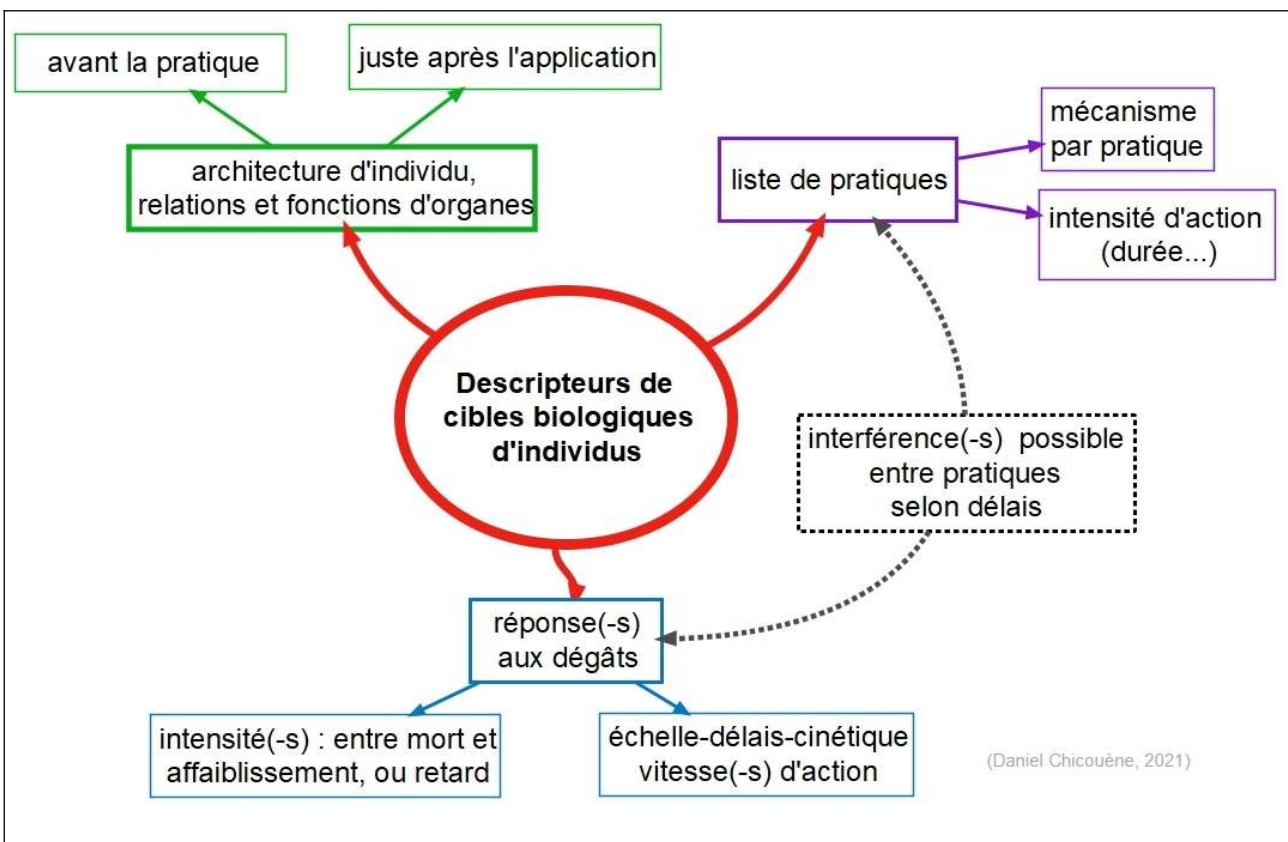 avant la pratique
juste après l'application
architecture d'individu,
relations et fonctions d'organes
liste de pratiques
mécanisme
par pratique
intensité d'action
(durée...)
Descripteurs de
cibles biologiques
d'individus
interférence(-s) possible
entre pratiques
selon délais
réponse(-s)
aux dégâts
intensité(-s) : entre mort et
affaiblissement, ou retard
échelle-délais-cinétique
vitesse(-s) d'action
(Daniel Chicouène, 2021)